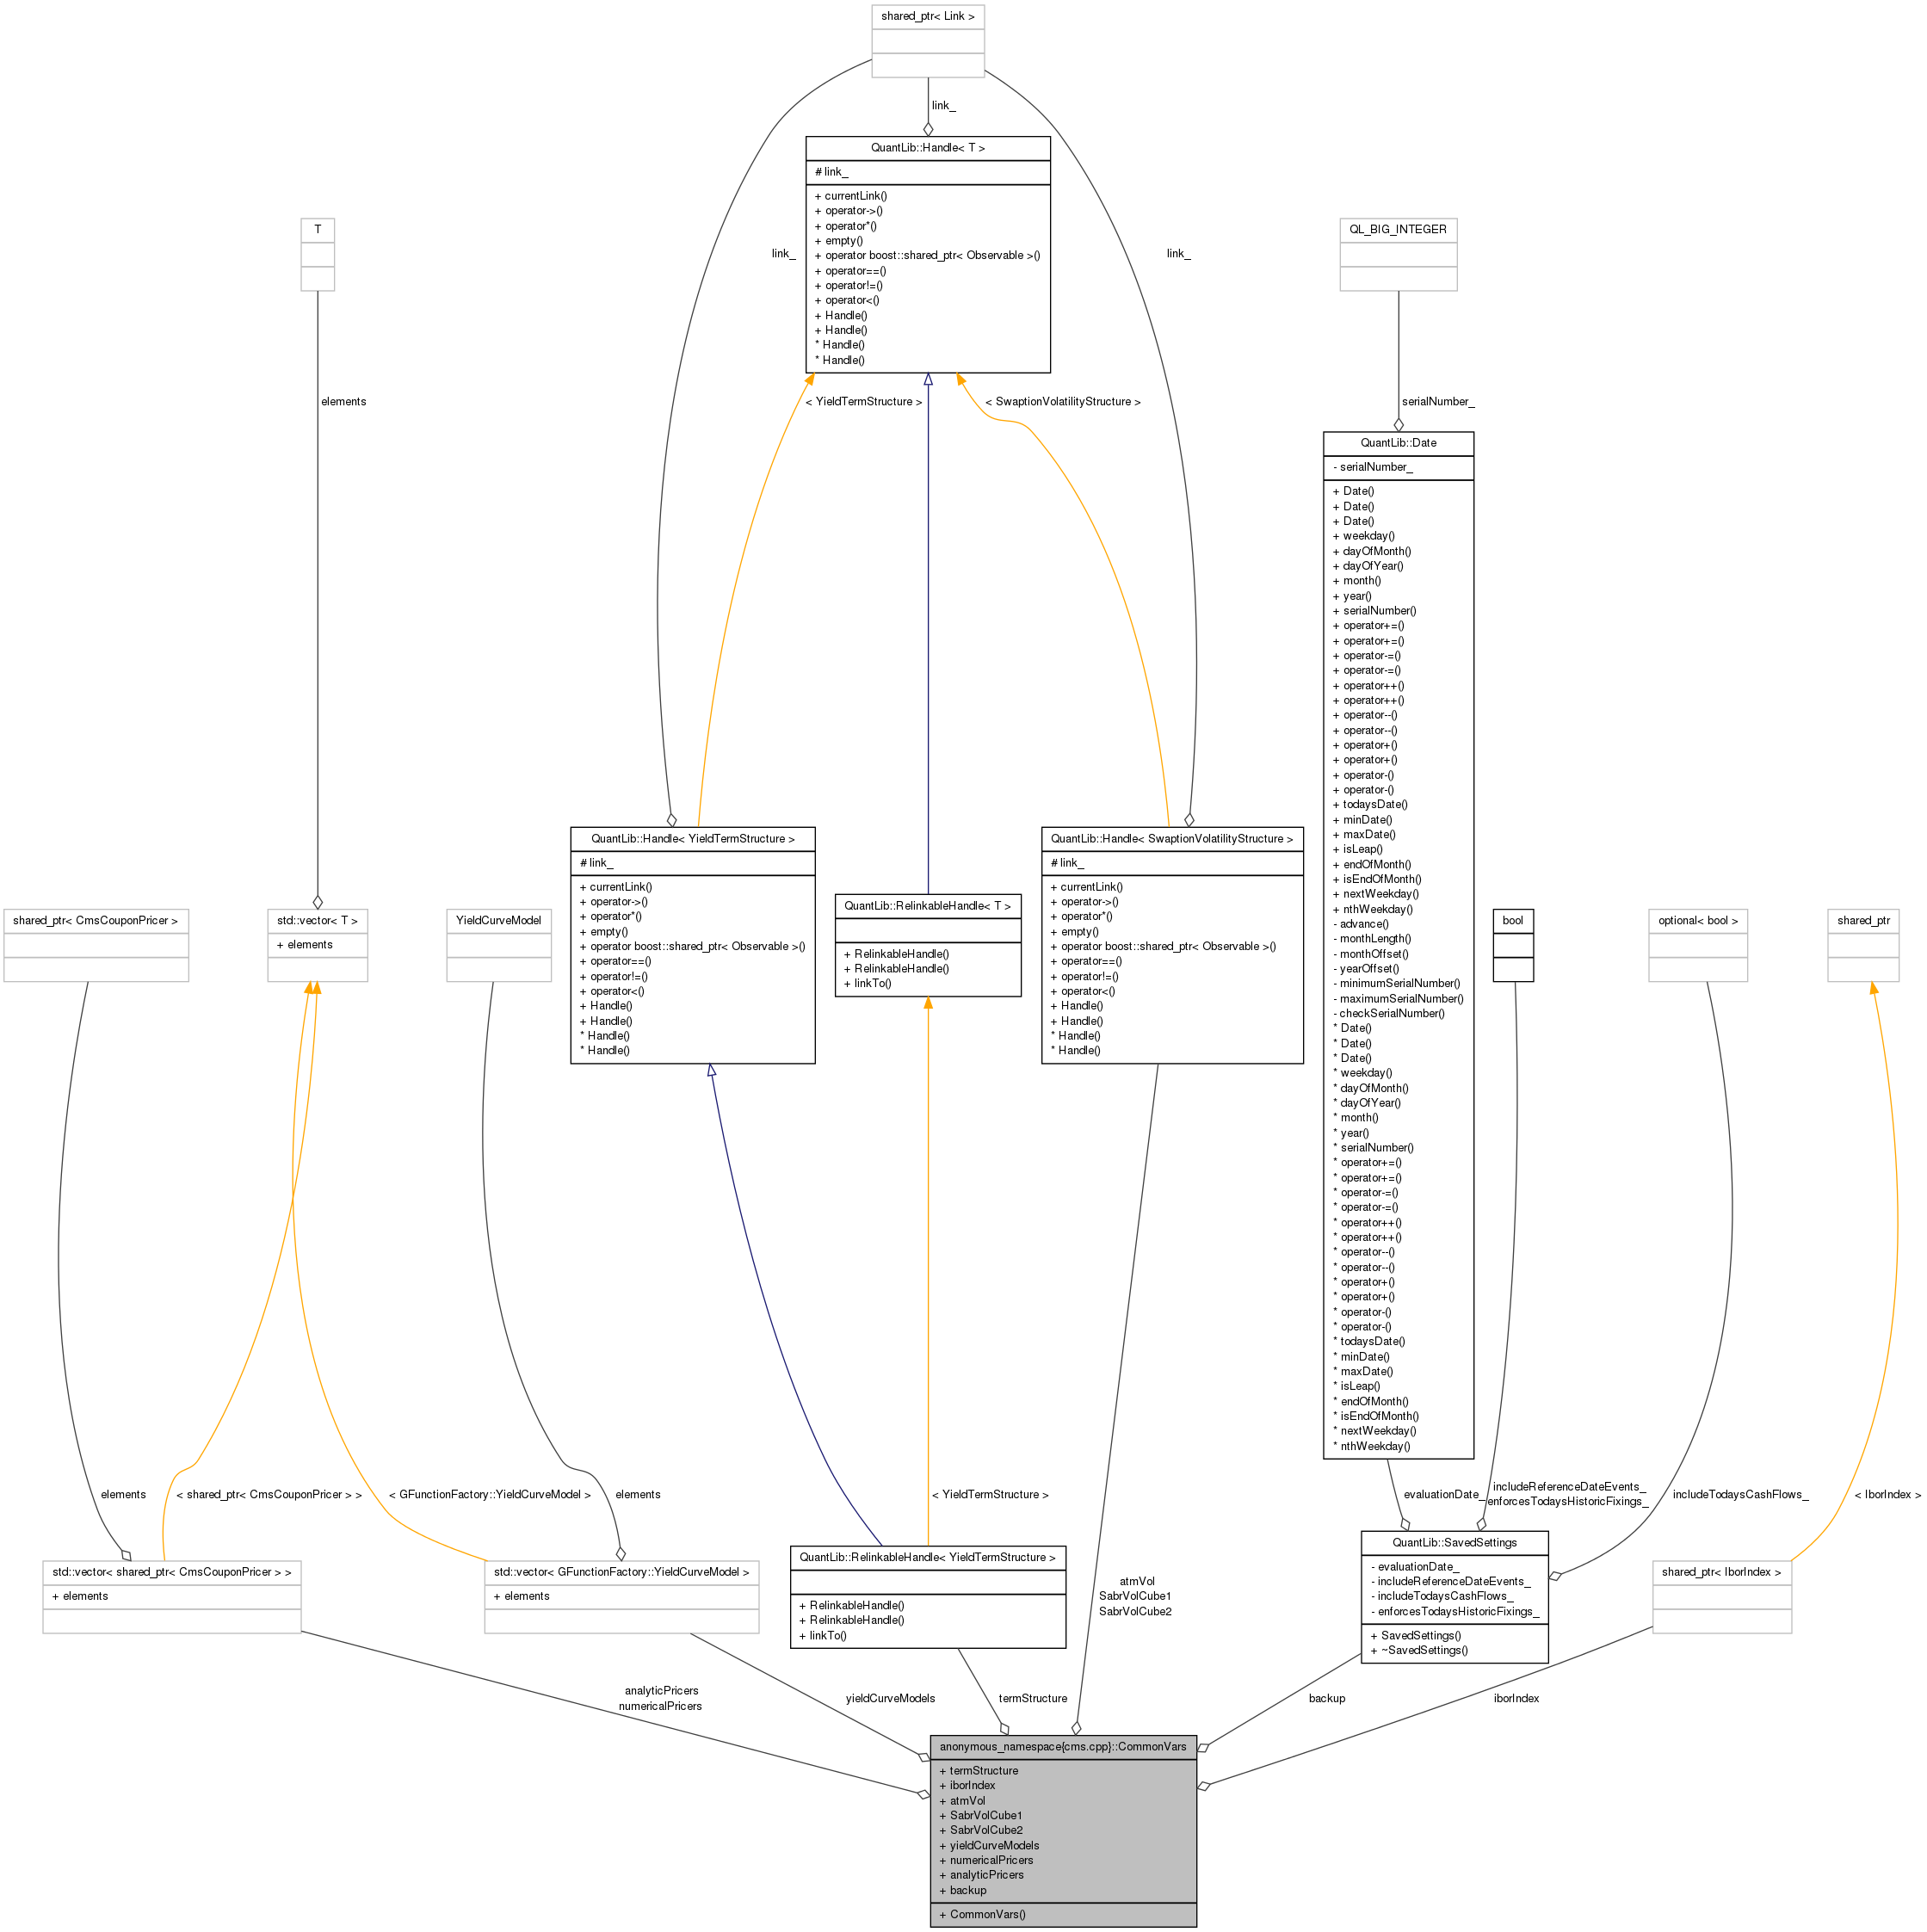 shared_ptr< Link >
link_
QuantLib::Handle< T >
# link_
+ currentLink()
+ operator->()
+ operator*()
+ empty()
+ operator boost::shared_ptr< Observable >()
+ operator==()
+ operator!=()
+ operator<()
+ Handle()
+ Handle()
* Handle()
* Handle()
T
QL_BIG_INTEGER
link_
link_
elements
< YieldTermStructure >
< SwaptionVolatilityStructure >
serialNumber_
QuantLib::Date
- serialNumber_
+ Date()
+ Date()
+ Date()
+ weekday()
+ dayOfMonth()
+ dayOfYear()
+ month()
+ year()
+ serialNumber()
+ operator+=()
+ operator+=()
+ operator-=()
+ operator-=()
+ operator++()
+ operator++()
+ operator--()
+ operator--()
+ operator+()
+ operator+()
+ operator-()
+ operator-()
+ todaysDate()
+ minDate()
+ maxDate()
+ isLeap()
+ endOfMonth()
+ isEndOfMonth()
+ nextWeekday()
+ nthWeekday()
- advance()
- monthLength()
- monthOffset()
- yearOffset()
- minimumSerialNumber()
- maximumSerialNumber()
- checkSerialNumber()
* Date()
* Date()
* Date()
* weekday()
* dayOfMonth()
* dayOfYear()
* month()
* year()
* serialNumber()
* operator+=()
* operator+=()
* operator-=()
* operator-=()
* operator++()
* operator++()
* operator--()
* operator--()
* operator+()
* operator+()
* operator-()
* operator-()
* todaysDate()
* minDate()
* maxDate()
* isLeap()
* endOfMonth()
* isEndOfMonth()
* nextWeekday()
* nthWeekday()
shared_ptr< CmsCouponPricer >
std::vector< T >
+ elements
YieldCurveModel
QuantLib::Handle< YieldTermStructure >
# link_
+ currentLink()
+ operator->()
+ operator*()
+ empty()
+ operator boost::shared_ptr< Observable >()
+ operator==()
+ operator!=()
+ operator<()
+ Handle()
+ Handle()
* Handle()
* Handle()
QuantLib::RelinkableHandle< T >
+ RelinkableHandle()
+ RelinkableHandle()
+ linkTo()
QuantLib::Handle< SwaptionVolatilityStructure >
# link_
+ currentLink()
+ operator->()
+ operator*()
+ empty()
+ operator boost::shared_ptr< Observable >()
+ operator==()
+ operator!=()
+ operator<()
+ Handle()
+ Handle()
* Handle()
* Handle()
bool
optional< bool >
shared_ptr
elements
< shared_ptr< CmsCouponPricer > >
< GFunctionFactory::YieldCurveModel >
elements
< YieldTermStructure >
evaluationDate_
includeReferenceDateEvents_
enforcesTodaysHistoricFixings_
includeTodaysCashFlows_
< IborIndex >
std::vector< shared_ptr< CmsCouponPricer > >
+ elements
std::vector< GFunctionFactory::YieldCurveModel >
+ elements
QuantLib::RelinkableHandle< YieldTermStructure >
+ RelinkableHandle()
+ RelinkableHandle()
+ linkTo()
atmVol
SabrVolCube1
SabrVolCube2
QuantLib::SavedSettings
- evaluationDate_
- includeReferenceDateEvents_
- includeTodaysCashFlows_
- enforcesTodaysHistoricFixings_
+ SavedSettings()
+ ~SavedSettings()
shared_ptr< IborIndex >
analyticPricers
numericalPricers
yieldCurveModels
termStructure
backup
iborIndex
anonymous_namespace{cms.cpp}::CommonVars
+ termStructure
+ iborIndex
+ atmVol
+ SabrVolCube1
+ SabrVolCube2
+ yieldCurveModels
+ numericalPricers
+ analyticPricers
+ backup
+ CommonVars()